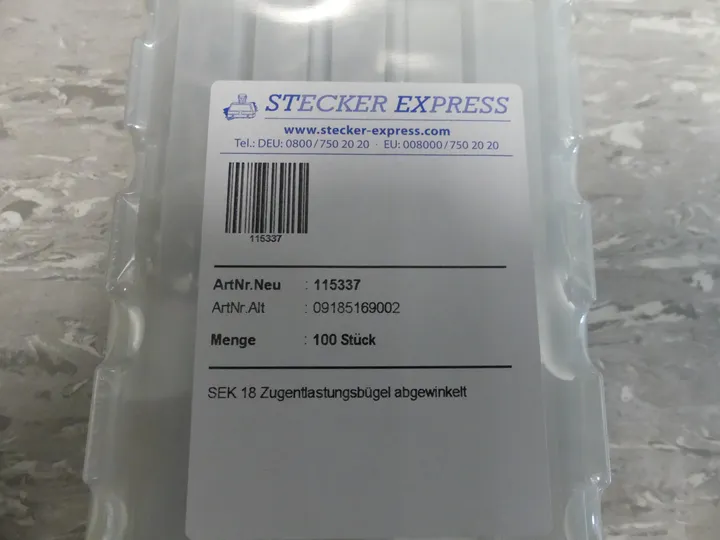 STECKER EXPRESS
www.stecker-express.com
Tel.: DEU: 0800/750 20 20 · EU: 008000/750 20 20
115337
ArtNr.Neu : 115337
ArtNr.Alt : 09185169002
Menge : 100 Stück
SEK 18 Zugentlastungsbügel abgewinkelt